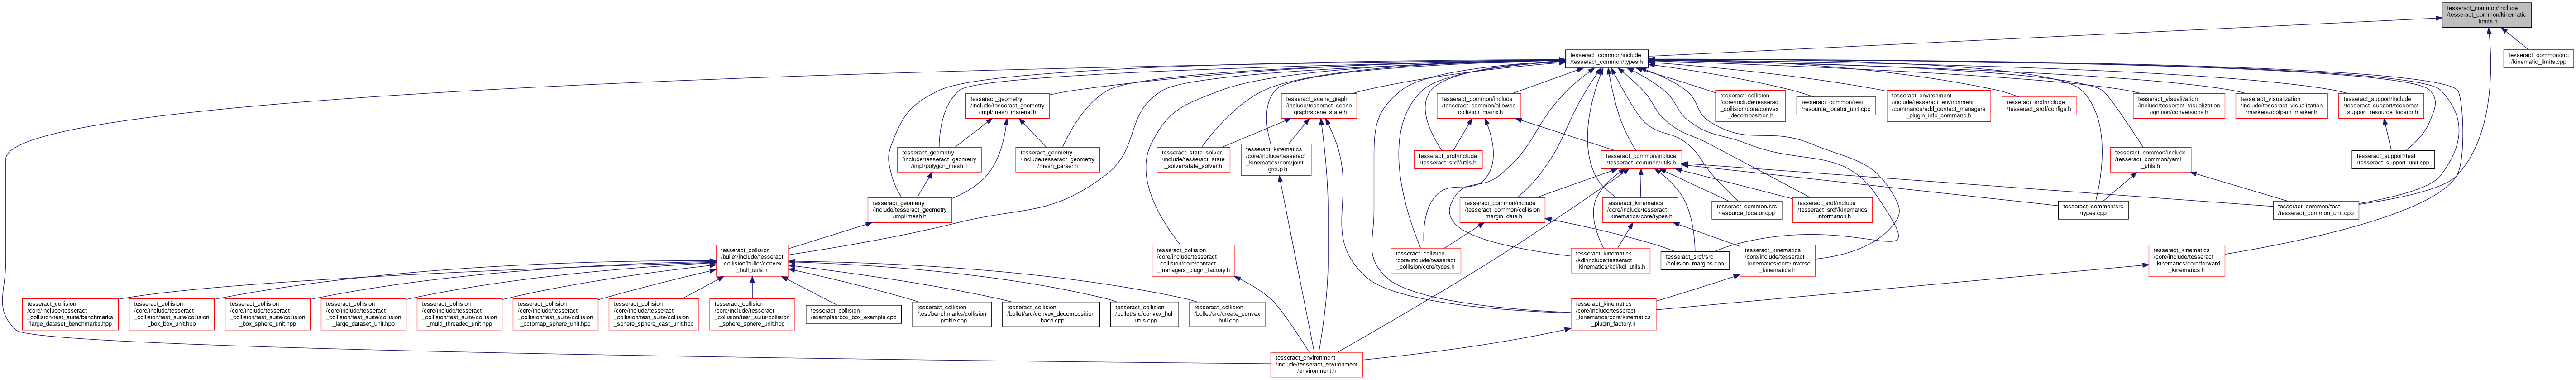 tesseract_common/include
/tesseract_common/kinematic
_limits.h
tesseract_common/include
/tesseract_common/types.h
tesseract_common/src
/kinematic_limits.cpp
tesseract_geometry
/include/tesseract_geometry
/impl/mesh_material.h
tesseract_scene_graph
/include/tesseract_scene
_graph/scene_state.h
tesseract_common/include
/tesseract_common/allowed
_collision_matrix.h
tesseract_collision
/core/include/tesseract
_collision/core/convex
_decomposition.h
tesseract_common/test
/resource_locator_unit.cpp
tesseract_environment
/include/tesseract_environment
/commands/add_contact_managers
_plugin_info_command.h
tesseract_srdf/include
/tesseract_srdf/configs.h
tesseract_visualization
/include/tesseract_visualization
/ignition/conversions.h
tesseract_visualization
/include/tesseract_visualization
/markers/toolpath_marker.h
tesseract_support/include
/tesseract_support/tesseract
_support_resource_locator.h
tesseract_geometry
/include/tesseract_geometry
/impl/polygon_mesh.h
tesseract_geometry
/include/tesseract_geometry
/mesh_parser.h
tesseract_state_solver
/include/tesseract_state
_solver/state_solver.h
tesseract_kinematics
/core/include/tesseract
_kinematics/core/joint
_group.h
tesseract_srdf/include
/tesseract_srdf/utils.h
tesseract_common/include
/tesseract_common/utils.h
tesseract_common/include
/tesseract_common/yaml
_utils.h
tesseract_support/test
/tesseract_support_unit.cpp
tesseract_geometry
/include/tesseract_geometry
/impl/mesh.h
tesseract_common/include
/tesseract_common/collision
_margin_data.h
tesseract_kinematics
/core/include/tesseract
_kinematics/core/types.h
tesseract_common/src
/resource_locator.cpp
tesseract_srdf/include
/tesseract_srdf/kinematics
_information.h
tesseract_common/src
/types.cpp
tesseract_common/test
/tesseract_common_unit.cpp
tesseract_collision
/bullet/include/tesseract
_collision/bullet/convex
_hull_utils.h
tesseract_collision
/core/include/tesseract
_collision/core/contact
_managers_plugin_factory.h
tesseract_collision
/core/include/tesseract
_collision/core/types.h
tesseract_kinematics
/kdl/include/tesseract
_kinematics/kdl/kdl_utils.h
tesseract_srdf/src
/collision_margins.cpp
tesseract_kinematics
/core/include/tesseract
_kinematics/core/inverse
_kinematics.h
tesseract_kinematics
/core/include/tesseract
_kinematics/core/forward
_kinematics.h
tesseract_collision
/core/include/tesseract
_collision/test_suite/benchmarks
/large_dataset_benchmarks.hpp
tesseract_collision
/core/include/tesseract
_collision/test_suite/collision
_box_box_unit.hpp
tesseract_collision
/core/include/tesseract
_collision/test_suite/collision
_box_sphere_unit.hpp
tesseract_collision
/core/include/tesseract
_collision/test_suite/collision
_large_dataset_unit.hpp
tesseract_collision
/core/include/tesseract
_collision/test_suite/collision
_multi_threaded_unit.hpp
tesseract_collision
/core/include/tesseract
_collision/test_suite/collision
_octomap_sphere_unit.hpp
tesseract_collision
/core/include/tesseract
_collision/test_suite/collision
_sphere_sphere_cast_unit.hpp
tesseract_collision
/core/include/tesseract
_collision/test_suite/collision
_sphere_sphere_unit.hpp
tesseract_collision
/examples/box_box_example.cpp
tesseract_collision
/test/benchmarks/collision
_profile.cpp
tesseract_collision
/bullet/src/convex_decomposition
_hacd.cpp
tesseract_collision
/bullet/src/convex_hull
_utils.cpp
tesseract_collision
/bullet/src/create_convex
_hull.cpp
tesseract_kinematics
/core/include/tesseract
_kinematics/core/kinematics
_plugin_factory.h
tesseract_environment
/include/tesseract_environment
/environment.h